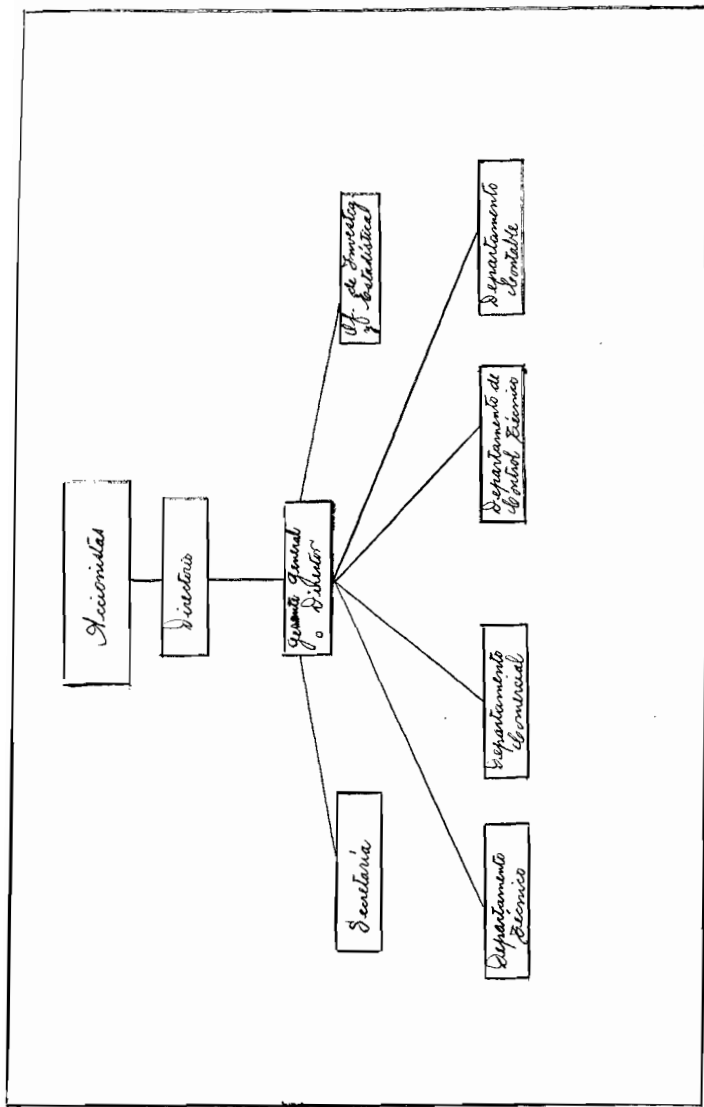 Accionistas
Directorio
Gerente General
o Director
Secretaría
Of. de Investig.
y Estadística
Departamento
Técnico
Departamento
Comercial
Departamento de
Control Técnico
Departamento
Contable